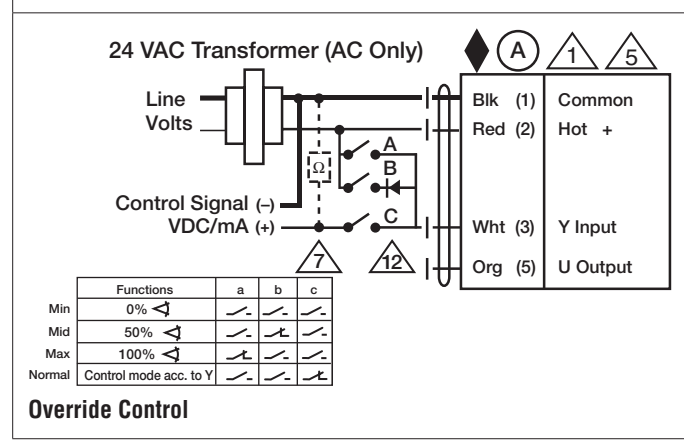 24 VAC Transformer (AC Only)
A
1
5
Line
Volts
Blk (1) Common
Red (2) Hot +
A
Ω
B
Control Signal (–)
C
VDC/mA (+)
Wht (3) Y Input
7
12
Org (5) U Output
Functions a b c
Min 0%
Mid 50%
Max 100%
Normal Control mode acc. to Y
Override Control